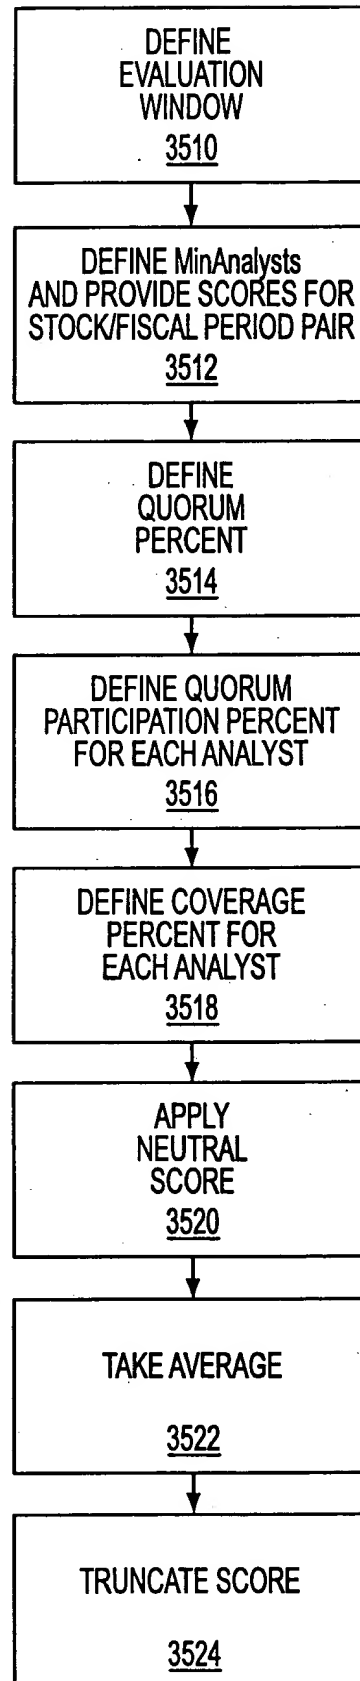 DEFINE
EVALUATION
WINDOW
3510
DEFINE MinAnalysts
AND PROVIDE SCORES FOR
STOCK/FISCAL PERIOD PAIR
3512
DEFINE
QUORUM
PERCENT
3514
DEFINE QUORUM
PARTICIPATION PERCENT
FOR EACH ANALYST
3516
DEFINE COVERAGE
PERCENT FOR
EACH ANALYST
3518
APPLY
NEUTRAL
SCORE
3520
TAKE AVERAGE
3522
TRUNCATE SCORE
3524